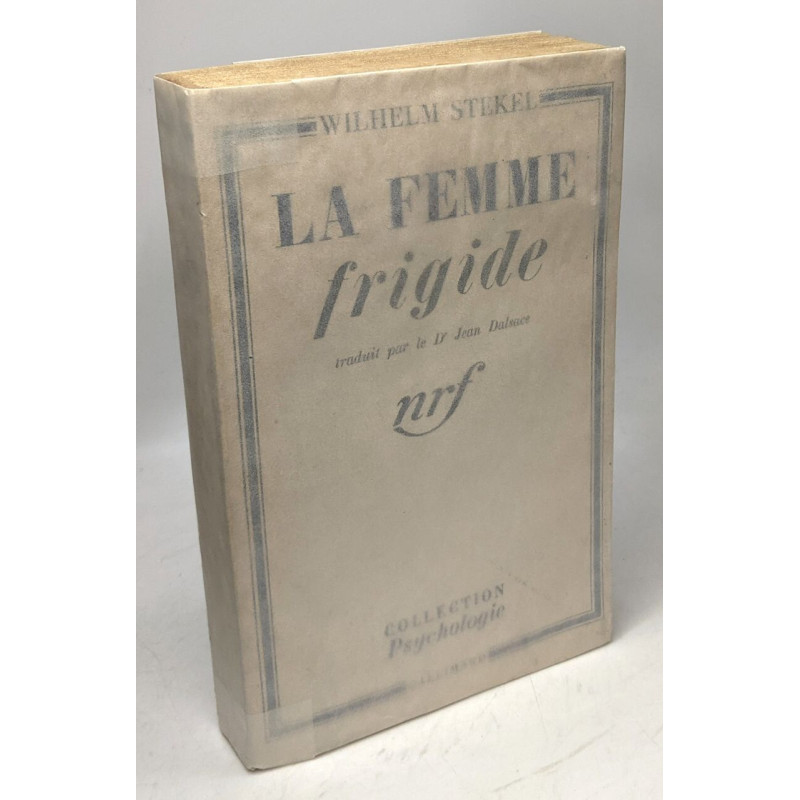 WILHELM STEKEL
LA FEMME
frigide
traduit par le Dr Jean Dalsace
nrf
COLLECTION
Psychologie